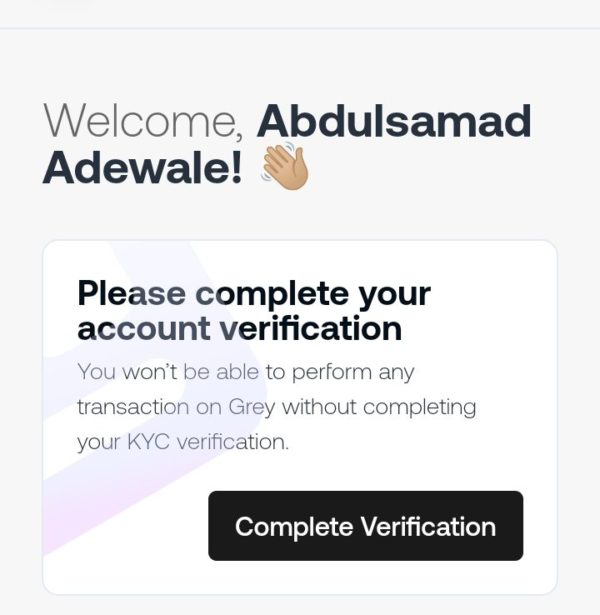 Welcome, Abdulsamad
Adewale! 👋🏼
Please complete your
account verification
You won’t be able to perform any
transaction on Grey without completing
your KYC verification.
Complete Verification